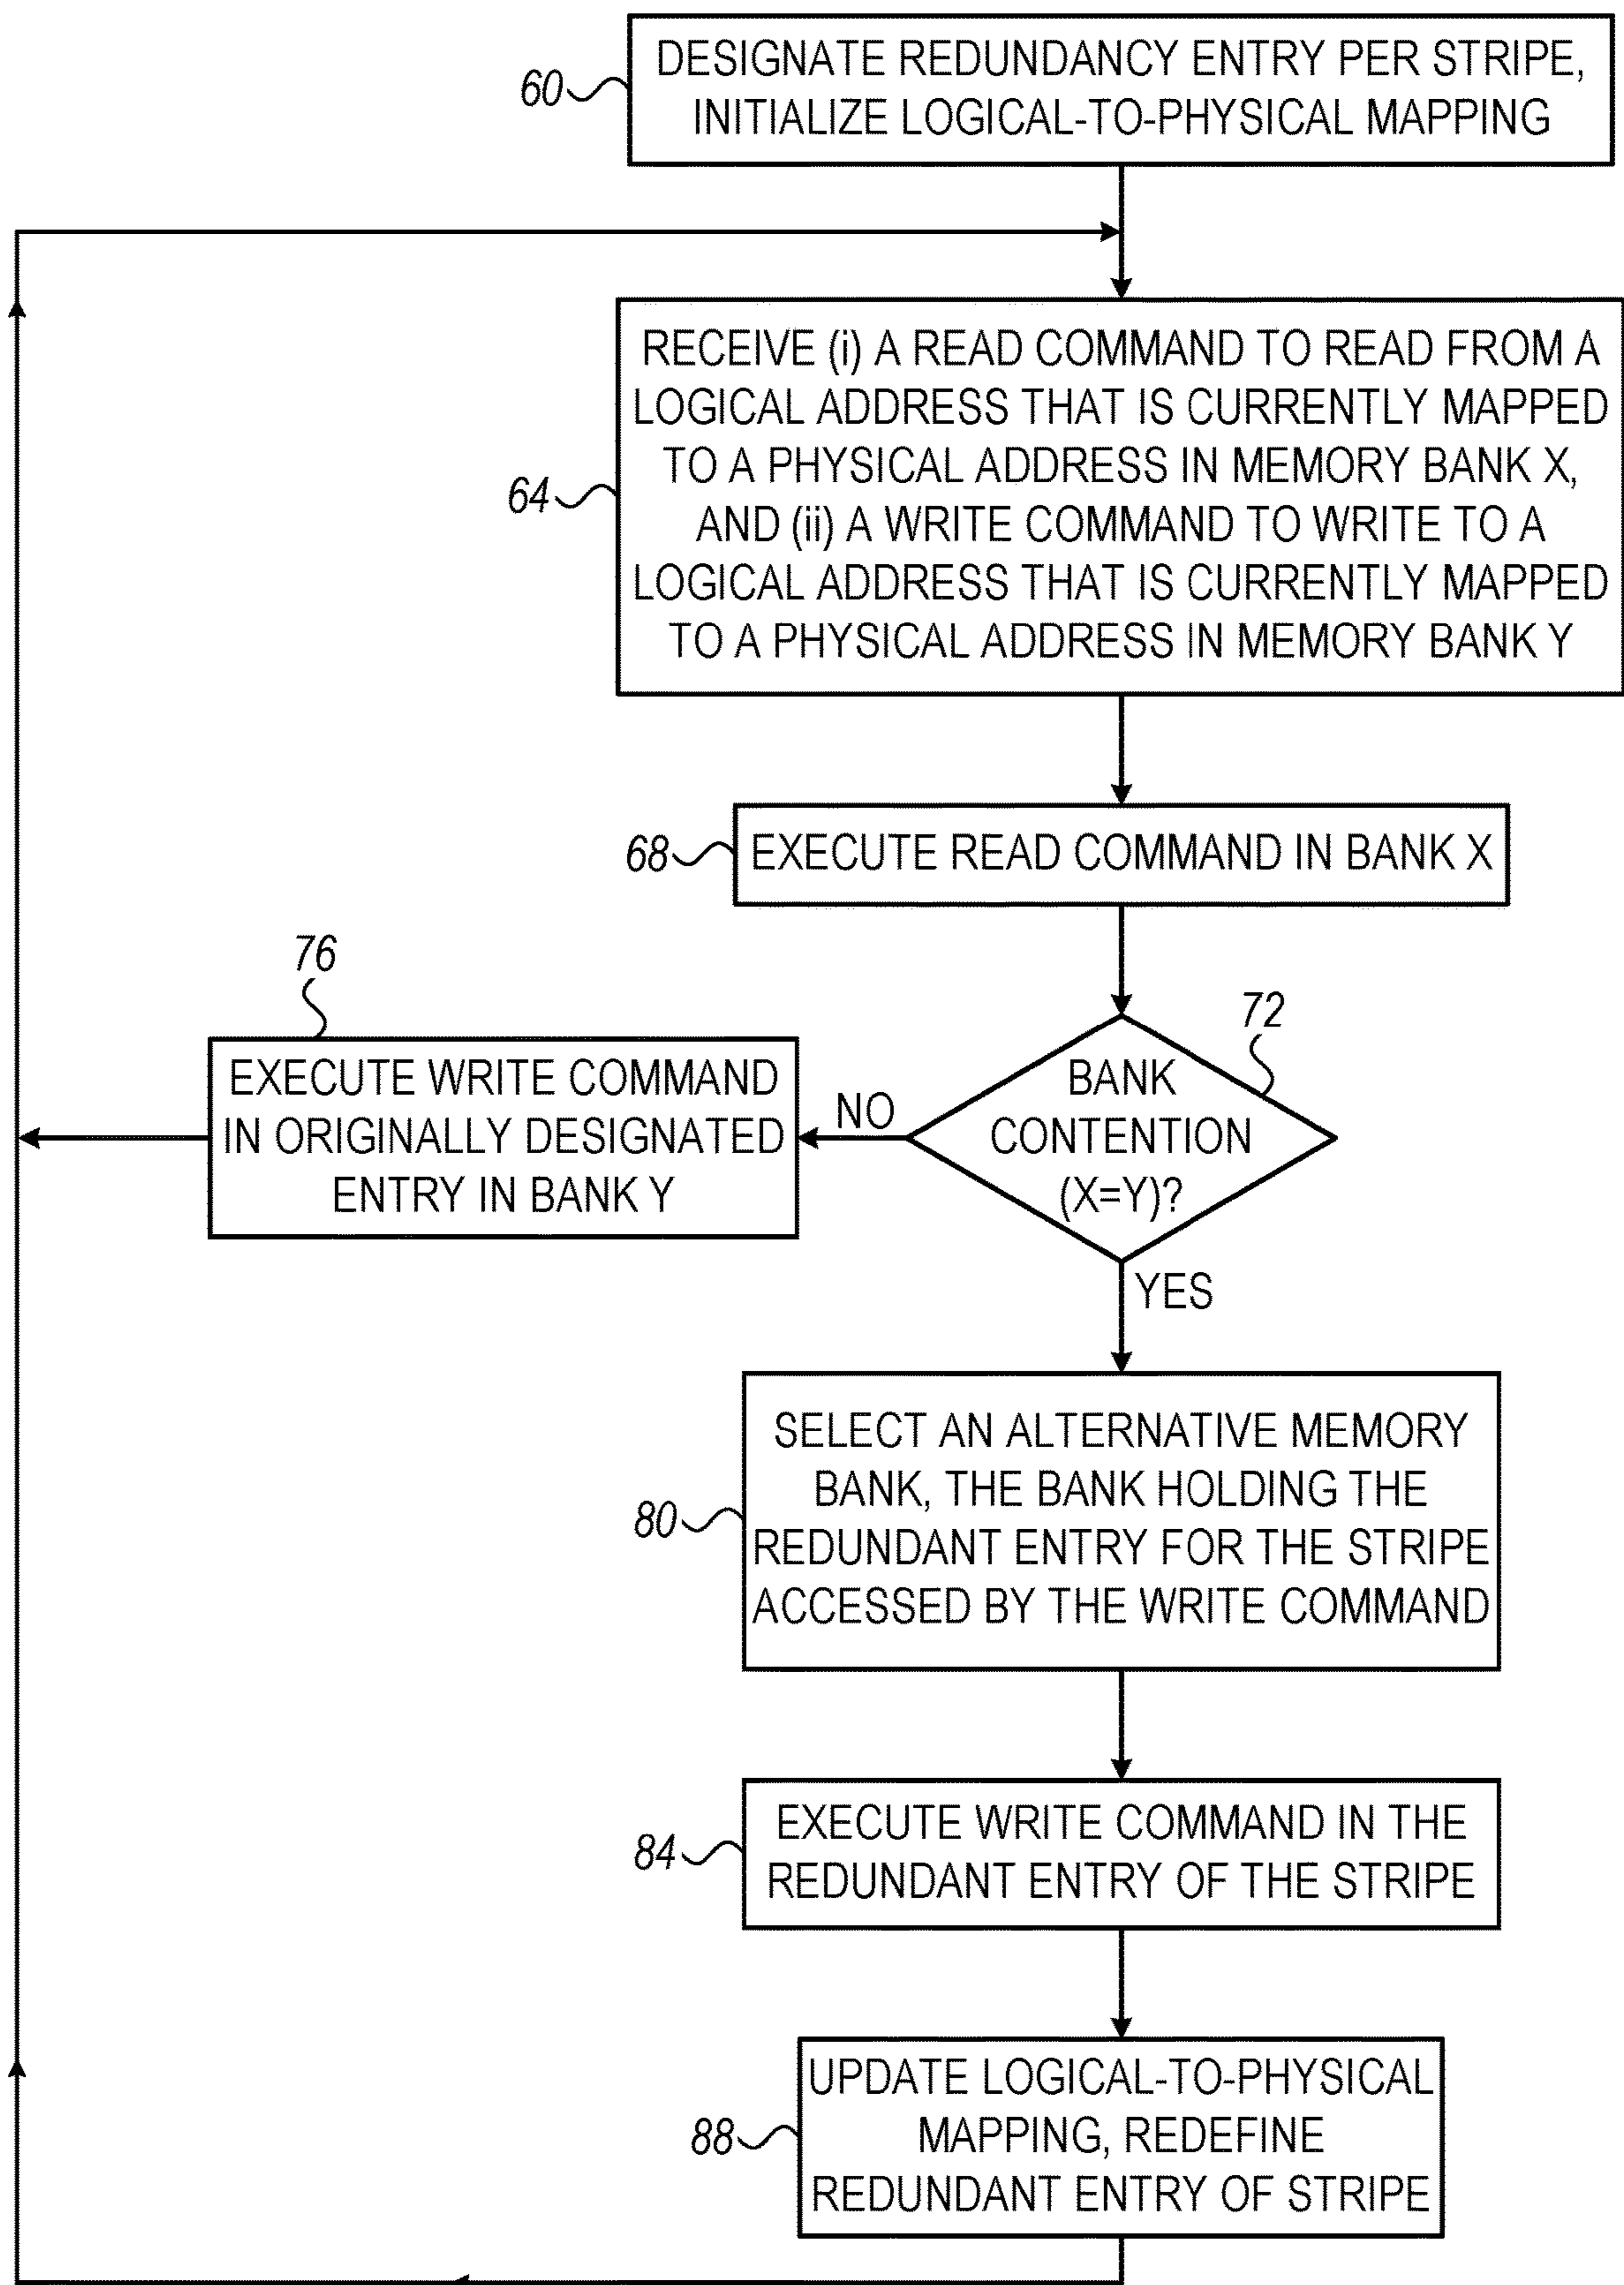 60
DESIGNATE REDUNDANCY ENTRY PER STRIPE,
INITIALIZE LOGICAL-TO-PHYSICAL MAPPING
64
RECEIVE (i) A READ COMMAND TO READ FROM A
LOGICAL ADDRESS THAT IS CURRENTLY MAPPED
TO A PHYSICAL ADDRESS IN MEMORY BANK X,
AND (ii) A WRITE COMMAND TO WRITE TO A
LOGICAL ADDRESS THAT IS CURRENTLY MAPPED
TO A PHYSICAL ADDRESS IN MEMORY BANK Y
68
EXECUTE READ COMMAND IN BANK X
72
BANK
CONTENTION
(X=Y)?
NO
76
EXECUTE WRITE COMMAND
IN ORIGINALLY DESIGNATED
ENTRY IN BANK Y
YES
80
SELECT AN ALTERNATIVE MEMORY
BANK, THE BANK HOLDING THE
REDUNDANT ENTRY FOR THE STRIPE
ACCESSED BY THE WRITE COMMAND
84
EXECUTE WRITE COMMAND IN THE
REDUNDANT ENTRY OF THE STRIPE
88
UPDATE LOGICAL-TO-PHYSICAL
MAPPING, REDEFINE
REDUNDANT ENTRY OF STRIPE